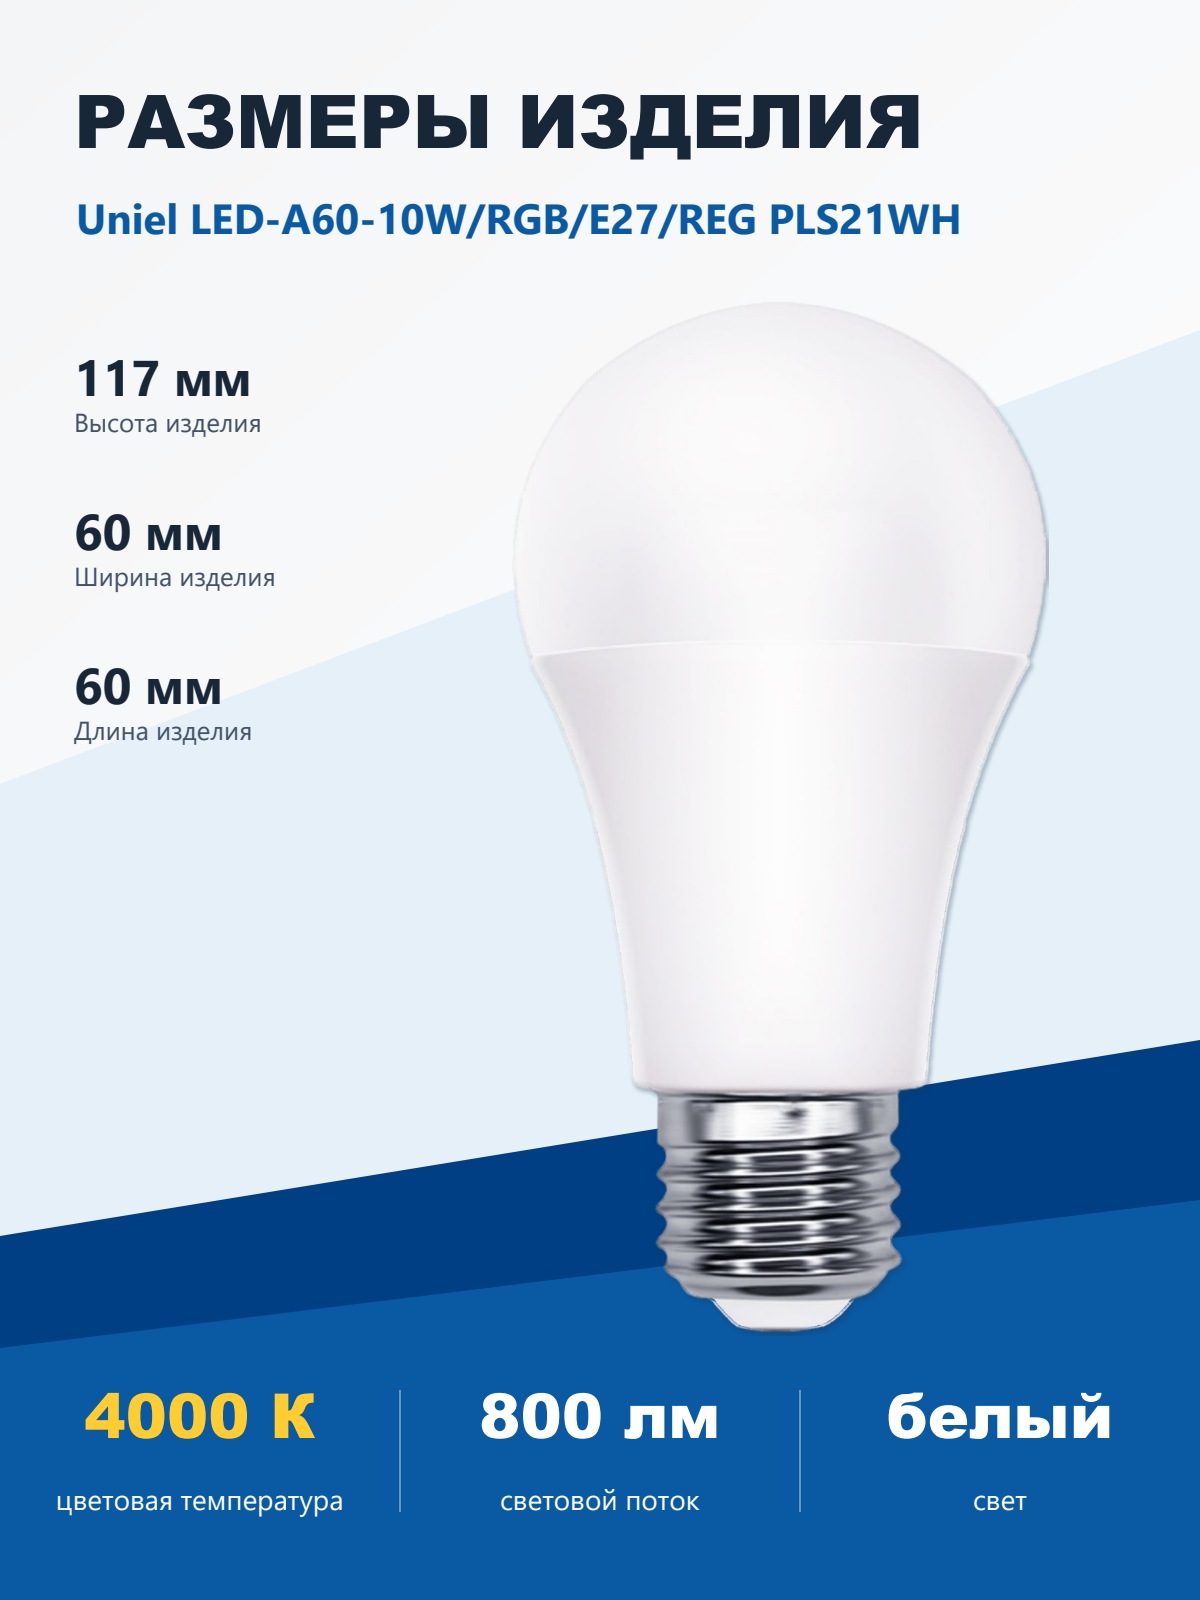 РАЗМЕРЫ ИЗДЕЛИЯ
Uniel LED-A60-10W/RGB/E27/REG PLS21WH
117 мм
Высота изделия
60 мм
Ширина изделия
60 мм
Длина изделия
4000 К
цветовая температура
800 лм
световой поток
белый
свет